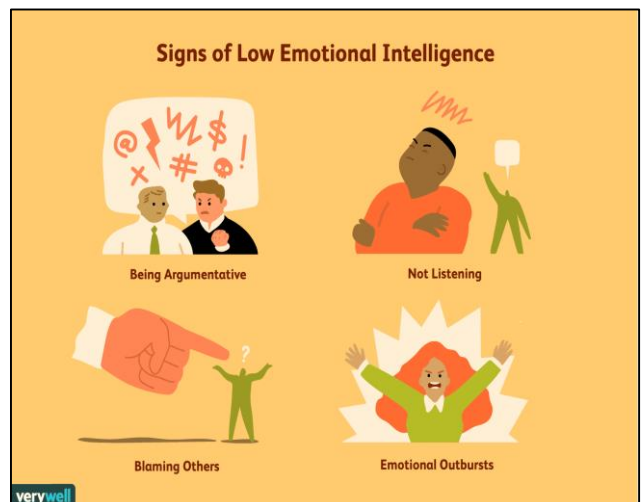 Signs of Low Emotional Intelligence
@ $ # !
Being Argumentative
Not Listening
?
Blaming Others
Emotional Outbursts
verywell